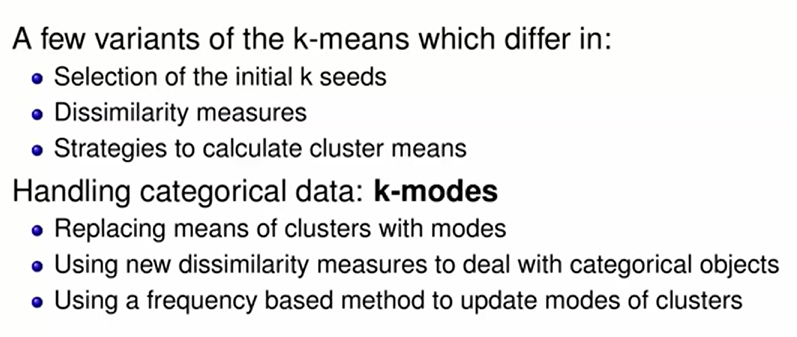 A few variants of the k-means which differ in:
Selection of the initial k seeds
Dissimilarity measures
Strategies to calculate cluster means
Handling categorical data: k-modes
Replacing means of clusters with modes
Using new dissimilarity measures to deal with categorical objects
Using a frequency based method to update modes of clusters